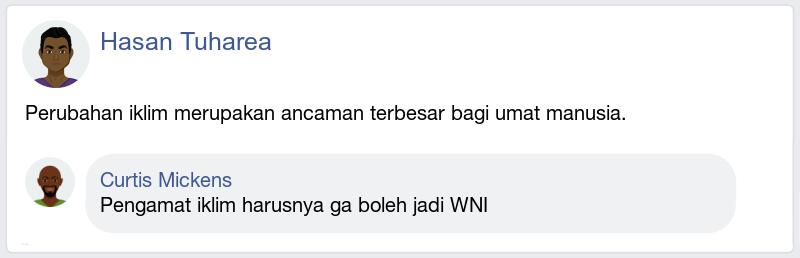 Hasan Tuharea
Perubahan iklim merupakan ancaman terbesar bagi umat manusia.
Curtis Mickens
Pengamat iklim harusnya ga boleh jadi WNI